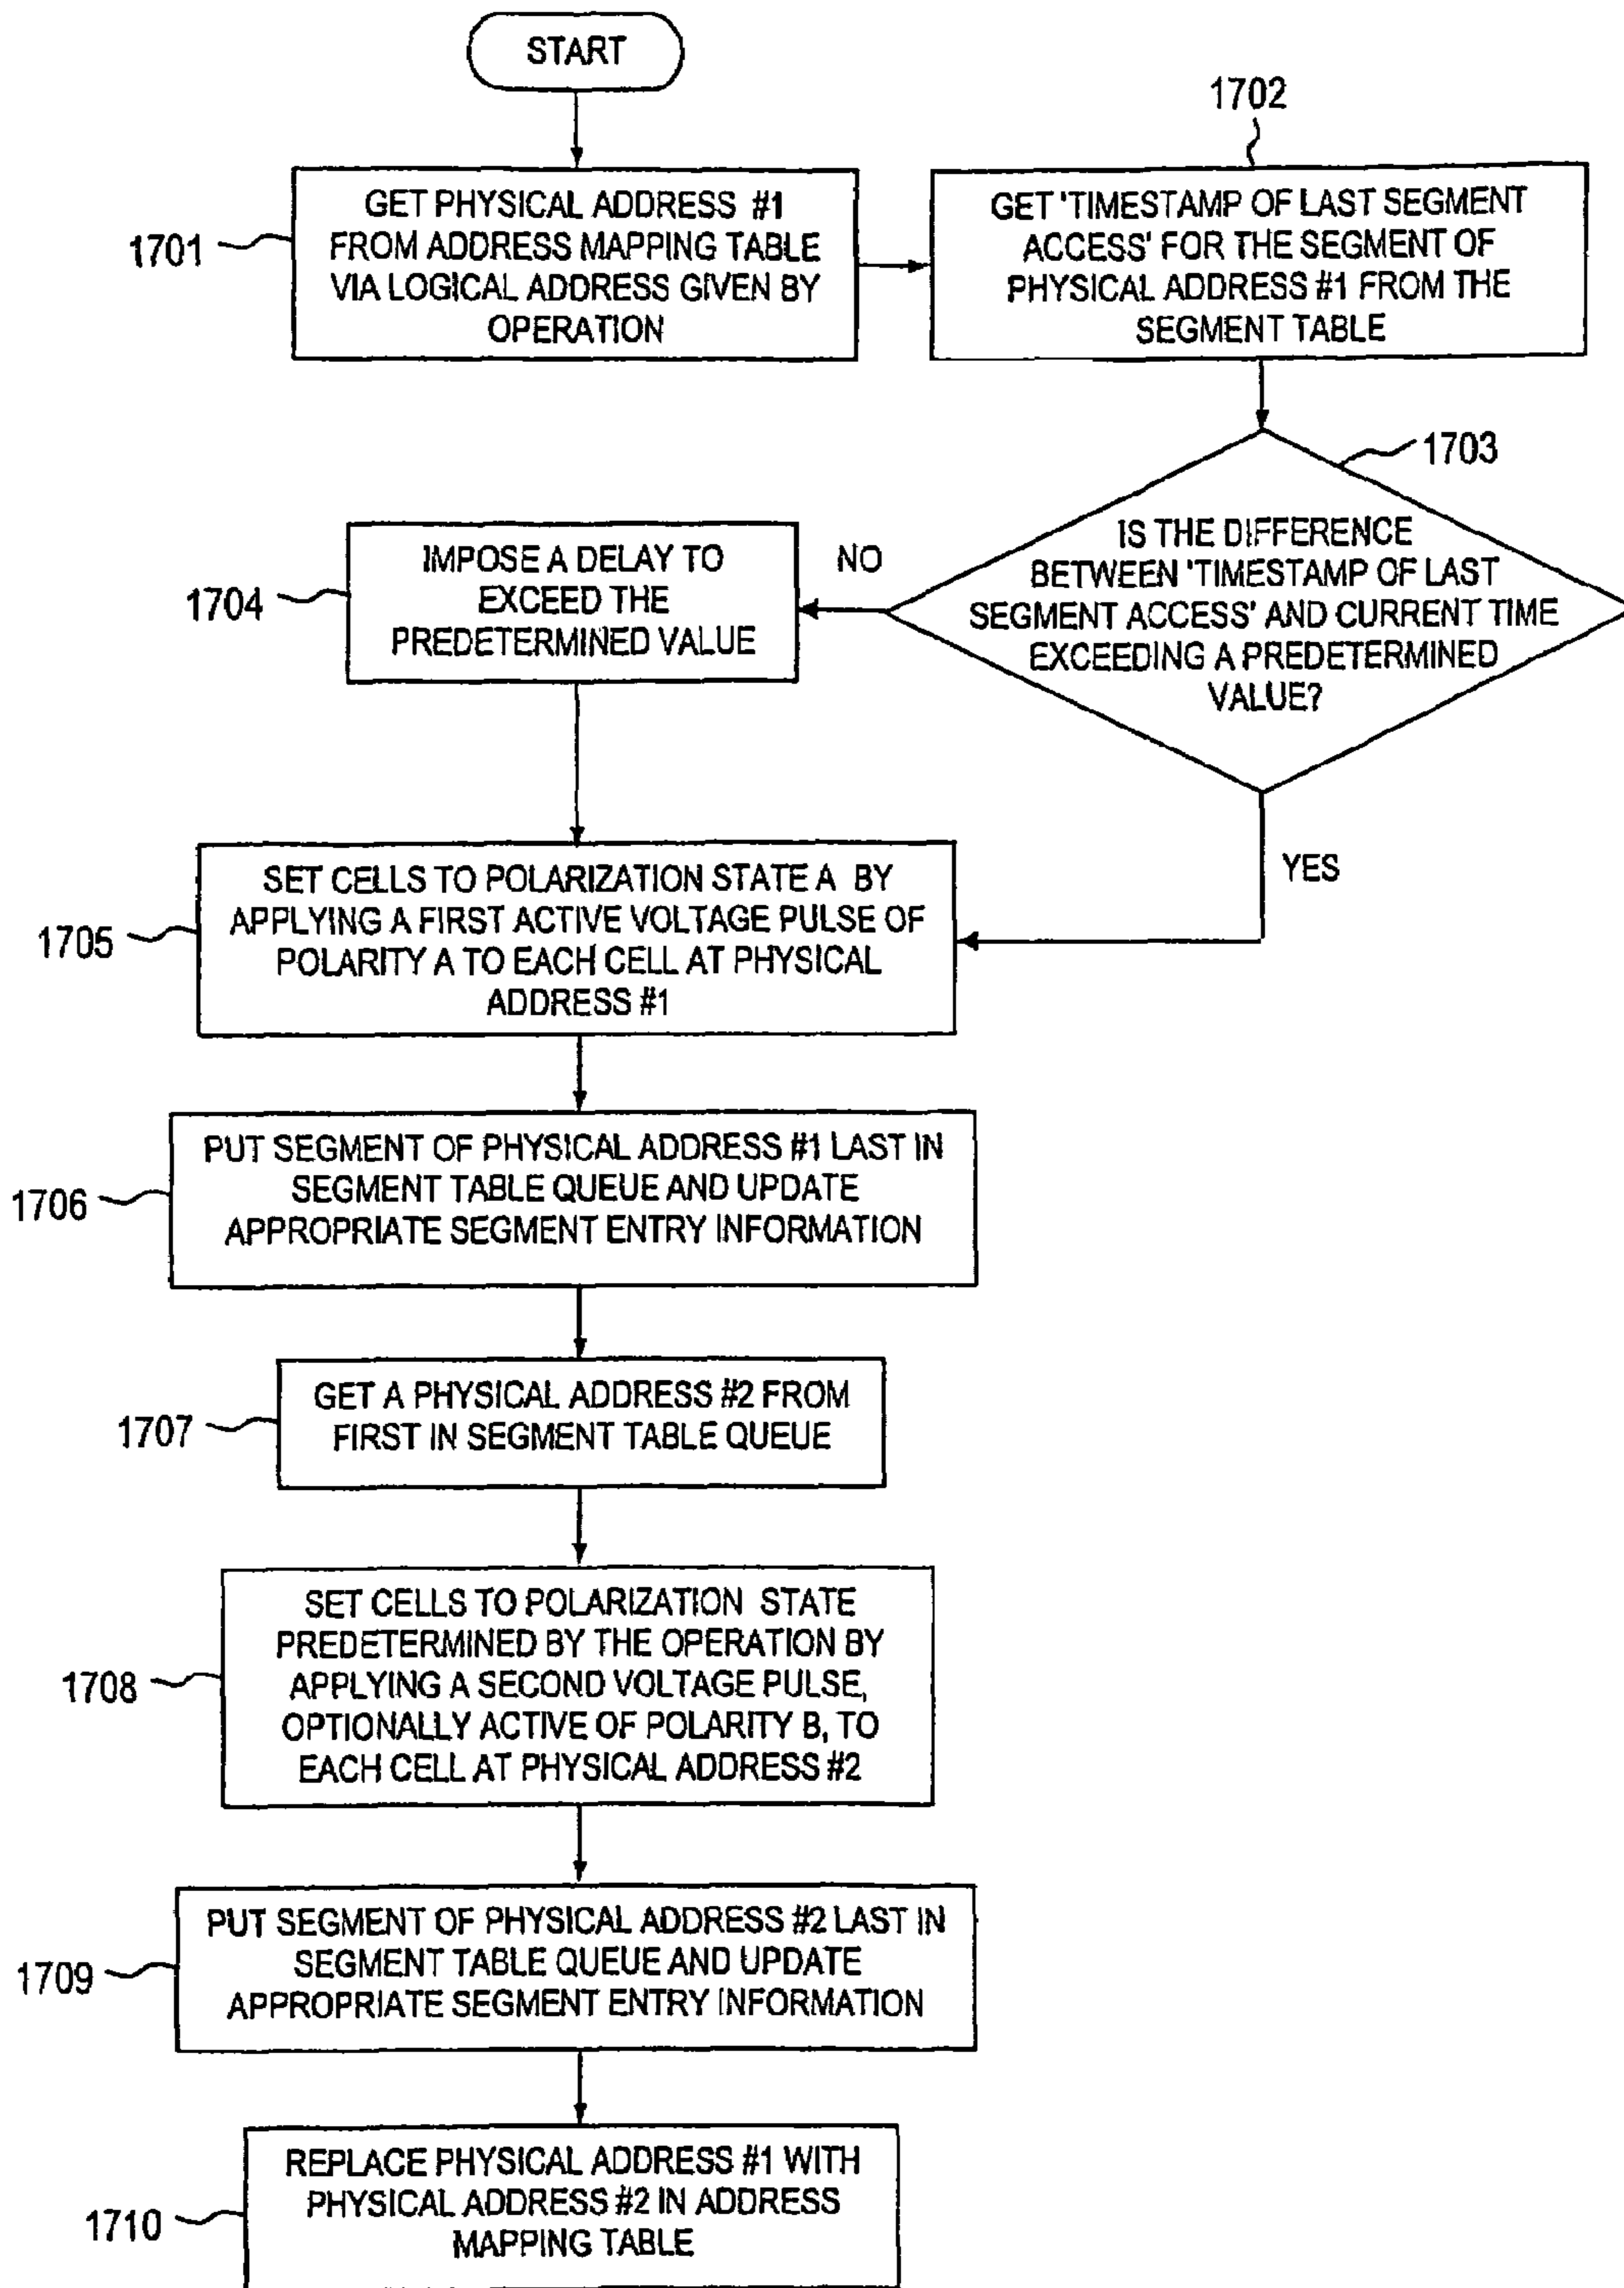 START
1701
GET PHYSICAL ADDRESS #1
FROM ADDRESS MAPPING TABLE
VIA LOGICAL ADDRESS GIVEN BY
OPERATION
1702
GET 'TIMESTAMP OF LAST SEGMENT
ACCESS' FOR THE SEGMENT OF
PHYSICAL ADDRESS #1 FROM THE
SEGMENT TABLE
1703
IS THE DIFFERENCE
BETWEEN 'TIMESTAMP OF LAST
SEGMENT ACCESS' AND CURRENT TIME
EXCEEDING A PREDETERMINED
VALUE?
NO
1704
IMPOSE A DELAY TO
EXCEED THE
PREDETERMINED VALUE
YES
1705
SET CELLS TO POLARIZATION STATE A BY
APPLYING A FIRST ACTIVE VOLTAGE PULSE OF
POLARITY A TO EACH CELL AT PHYSICAL
ADDRESS #1
1706
PUT SEGMENT OF PHYSICAL ADDRESS #1 LAST IN
SEGMENT TABLE QUEUE AND UPDATE
APPROPRIATE SEGMENT ENTRY INFORMATION
1707
GET A PHYSICAL ADDRESS #2 FROM
FIRST IN SEGMENT TABLE QUEUE
1708
SET CELLS TO POLARIZATION STATE
PREDETERMINED BY THE OPERATION BY
APPLYING A SECOND VOLTAGE PULSE,
OPTIONALLY ACTIVE OF POLARITY B, TO
EACH CELL AT PHYSICAL ADDRESS #2
1709
PUT SEGMENT OF PHYSICAL ADDRESS #2 LAST IN
SEGMENT TABLE QUEUE AND UPDATE
APPROPRIATE SEGMENT ENTRY INFORMATION
1710
REPLACE PHYSICAL ADDRESS #1 WITH
PHYSICAL ADDRESS #2 IN ADDRESS
MAPPING TABLE